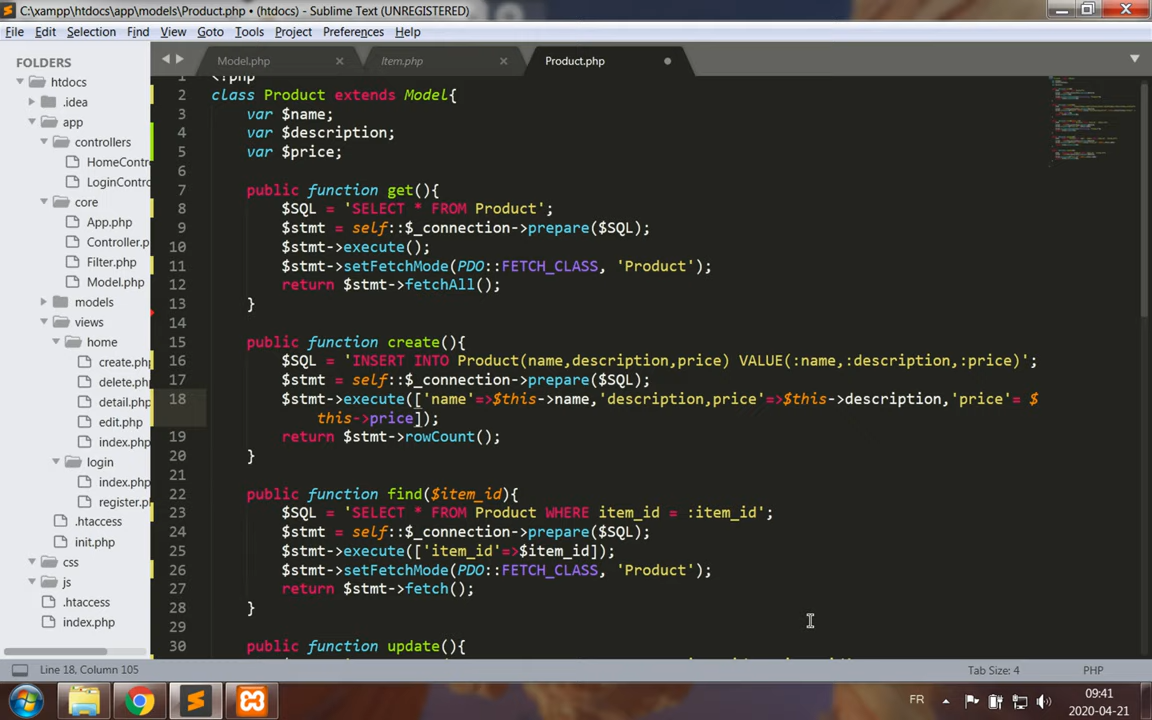 C:\xampp\htdocs\app\models\Product.php • (htdocs) - Sublime Text (UNREGISTERED)
File Edit Selection Find View Goto Tools Project Preferences Help
FOLDERS
htdocs
.idea
app
controllers
HomeContr
LoginContro
core
App.php
Controller.p
Filter.php
Model.php
models
views
home
create.php
delete.php
detail.php
edit.php
index.php
login
index.php
register.p
.htaccess
init.php
css
js
.htaccess
index.php
Model.php Item.php Product.php
1 <?php
2 class Product extends Model{
3 var $name;
4 var $description;
5 var $price;
6
7 public function get(){
8 $SQL = 'SELECT * FROM Product';
9 $stmt = self::$_connection->prepare($SQL);
10 $stmt->execute();
11 $stmt->setFetchMode(PDO::FETCH_CLASS, 'Product');
12 return $stmt->fetchAll();
13 }
14
15 public function create(){
16 $SQL = 'INSERT INTO Product(name,description,price) VALUE(:name,:description,:price)';
17 $stmt = self::$_connection->prepare($SQL);
18 $stmt->execute(['name'=>$this->name,'description,price'=>$this->description,'price'= $
this->price]);
19 return $stmt->rowCount();
20 }
21
22 public function find($item_id){
23 $SQL = 'SELECT * FROM Product WHERE item_id = :item_id';
24 $stmt = self::$_connection->prepare($SQL);
25 $stmt->execute(['item_id'=>$item_id]);
26 $stmt->setFetchMode(PDO::FETCH_CLASS, 'Product');
27 return $stmt->fetch();
28 }
29
30 public function update(){
Line 18, Column 105 Tab Size: 4 PHP
FR 09:41
2020-04-21